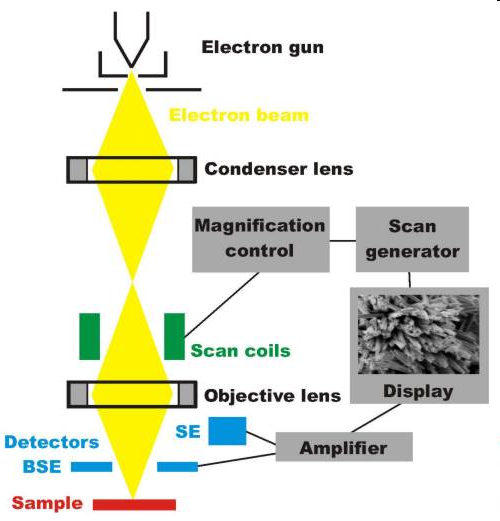 Electron gun
Electron beam
Condenser lens
Magnification
control
Scan
generator
Scan coils
Display
Objective lens
SE
Detectors
Amplifier
BSE
Sample